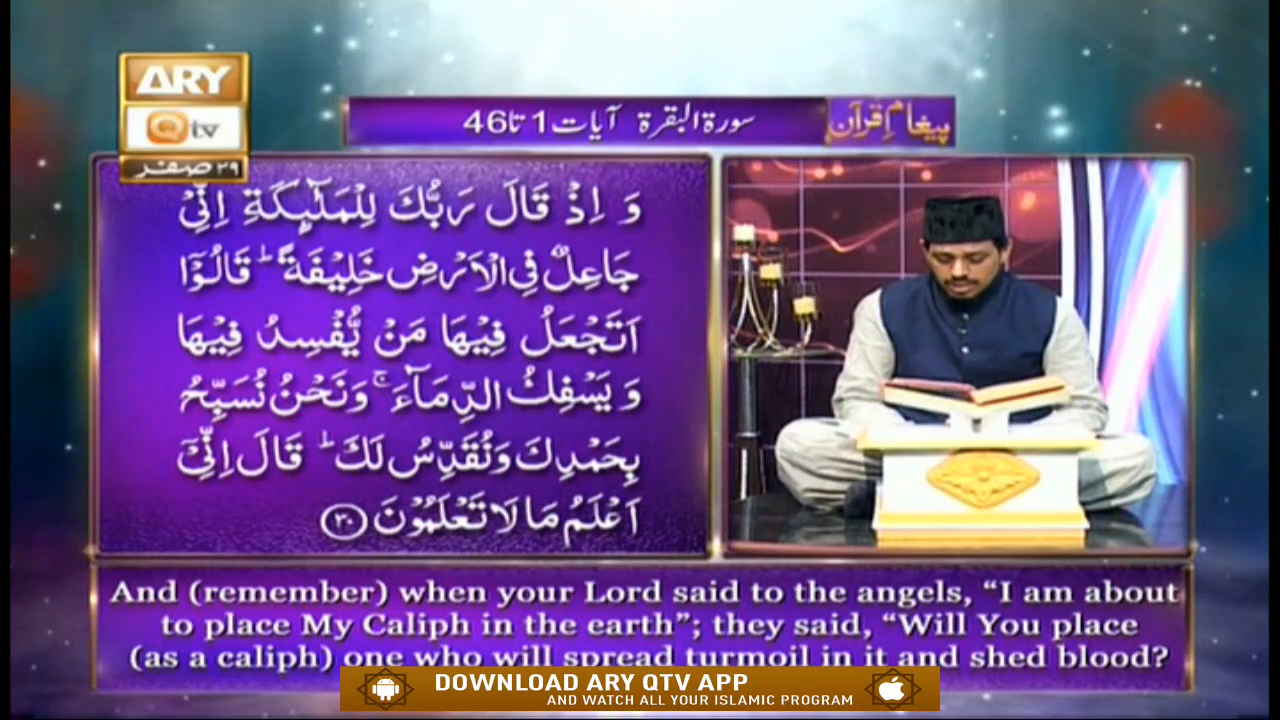 ARY
Qtv
۲۹ صفر
پیغامِ قرآن
سورۃ البقرۃ آیات 1 تا 46
وَ اِذۡ قَالَ رَبُّكَ لِلۡمَلٰٓٮِٕكَةِ اِنِّىۡ
جَاعِلٌ فِى الۡاَرۡضِ خَلِيۡفَةً ؕ قَالُوۡٓا
اَتَجۡعَلُ فِيۡهَا مَنۡ يُّفۡسِدُ فِيۡهَا
وَ يَسۡفِكُ الدِّمَآءَ ۚ وَنَحۡنُ نُسَبِّحُ
بِحَمۡدِكَ وَنُقَدِّسُ لَكَ ؕ قَالَ اِنِّىۡٓ
اَعۡلَمُ مَا لَا تَعۡلَمُوۡنَ ۳۰
And (remember) when your Lord said to the angels, “I am about
to place My Caliph in the earth”; they said, “Will You place
(as a caliph) one who will spread turmoil in it and shed blood?
DOWNLOAD ARY QTV APP
AND WATCH ALL YOUR ISLAMIC PROGRAM